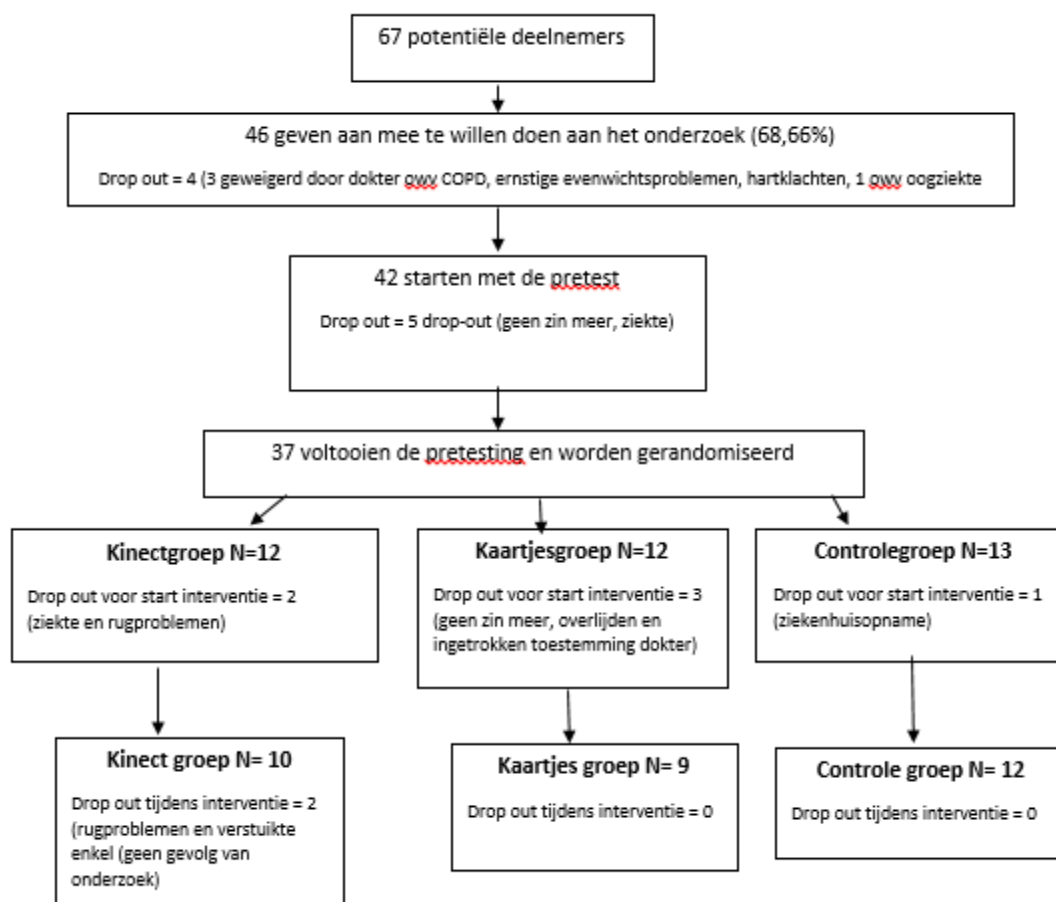 67 potentiële deelnemers
46 geven aan mee te willen doen aan het onderzoek (68,66%)
Drop out = 4 (3 geweigerd door dokter owv COPD, ernstige evenwichtsproblemen, hartklachten, 1 owv oogziekte
42 starten met de pretest
Drop out = 5 drop-out (geen zin meer, ziekte)
37 voltooien de pretesting en worden gerandomiseerd
Kinectgroep N=12
Drop out voor start interventie = 2
(ziekte en rugproblemen)
Kaartjesgroep N=12
Drop out voor start interventie = 3
(geen zin meer, overlijden en
ingetrokken toestemming dokter)
Controlegroep N=13
Drop out voor start interventie = 1
(ziekenhuisopname)
Kinect groep N= 10
Drop out tijdens interventie = 2
(rugproblemen en verstuikte
enkel (geen gevolg van
onderzoek)
Kaartjes groep N= 9
Drop out tijdens interventie = 0
Controle groep N= 12
Drop out tijdens interventie = 0